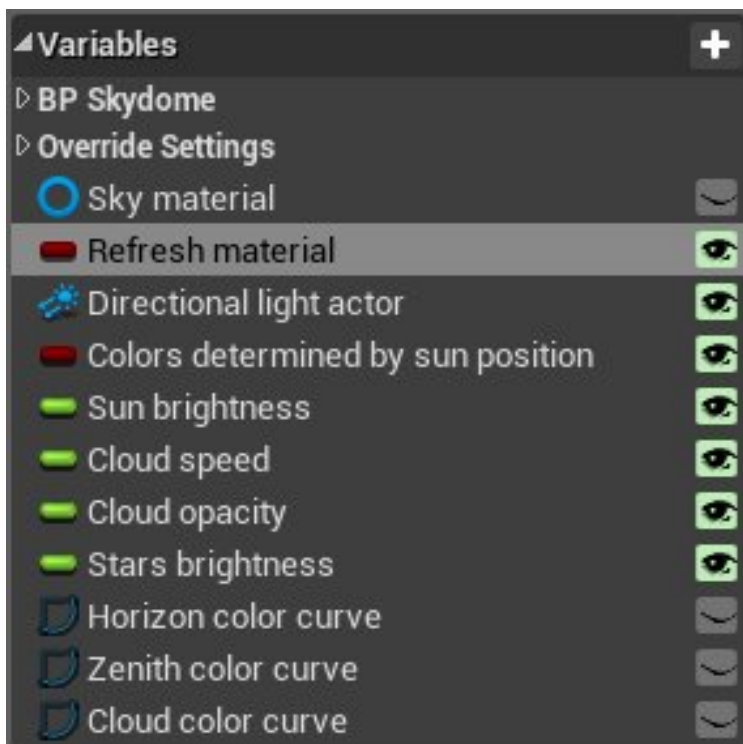 Variables
BP Skydome
Override Settings
Sky material
Refresh material
Directional light actor
Colors determined by sun position
Sun brightness
Cloud speed
Cloud opacity
Stars brightness
Horizon color curve
Zenith color curve
Cloud color curve